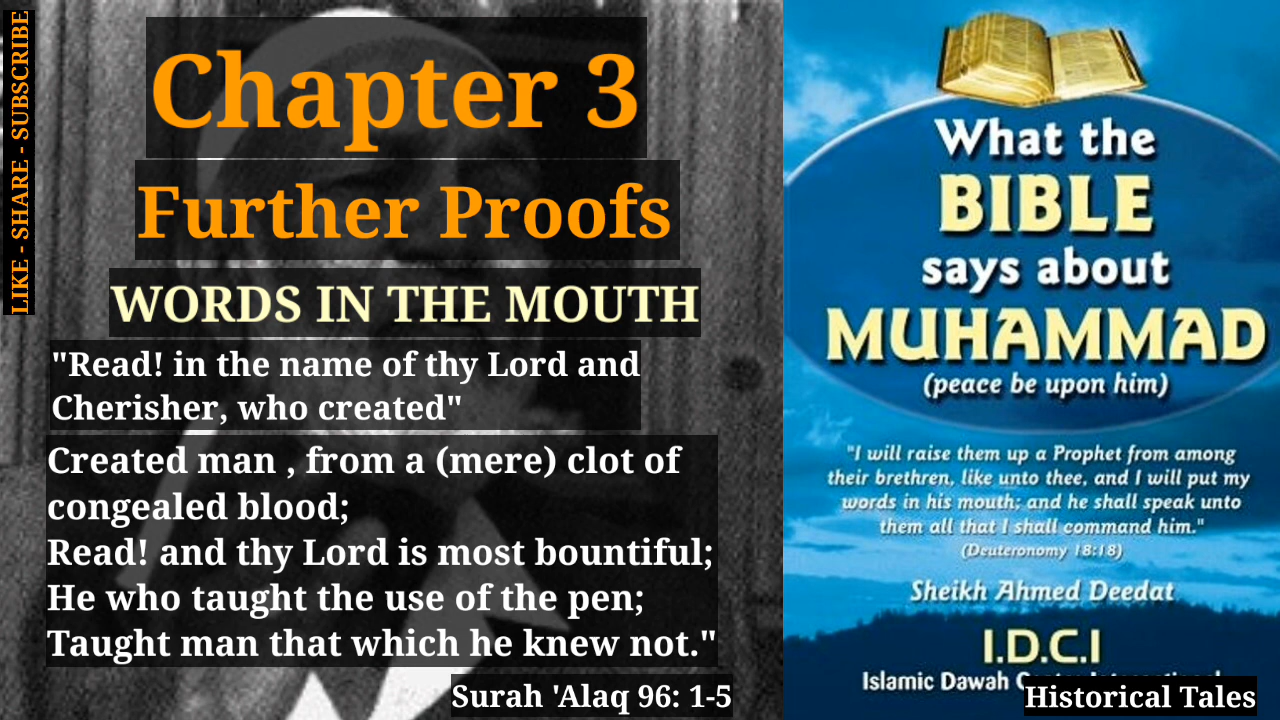 LIKE - SHARE - SUBSCRIBE
Chapter 3
Further Proofs
WORDS IN THE MOUTH
"Read! in the name of thy Lord and
Cherisher, who created"
Created man , from a (mere) clot of
congealed blood;
Read! and thy Lord is most bountiful;
He who taught the use of the pen;
Taught man that which he knew not."
Surah 'Alaq 96: 1-5
What the
BIBLE
says about
MUHAMMAD
(peace be upon him)
"I will raise them up a Prophet from among
their brethren, like unto thee, and I will put my
words in his mouth; and he shall speak unto
them all that I shall command him."
(Deuteronomy 18:18)
Sheikh Ahmed Deedat
I.D.C.I
Islamic Dawah
Historical Tales